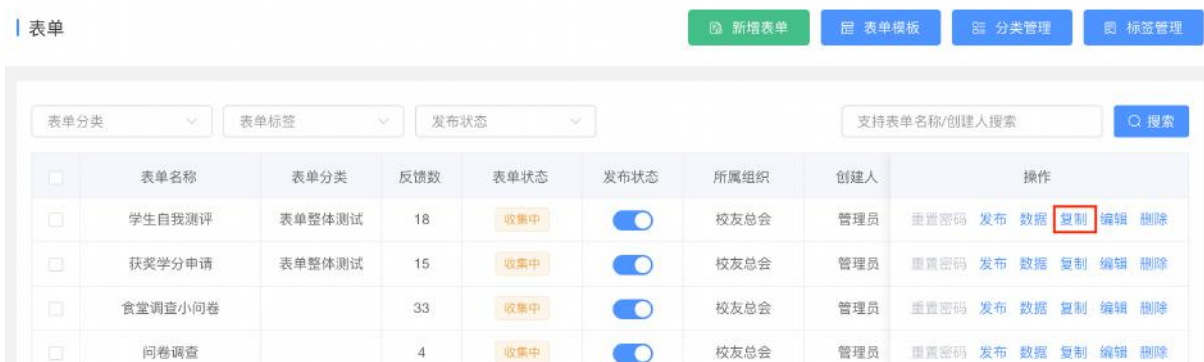 表单 新增表单 表单模板 分类管理 标签管理
表单分类 表单标签 发布状态 支持表单名称/创建人搜索 搜索
表单名称 表单分类 反馈数 表单状态 发布状态 所属组织 创建人 操作
学生自我测评 表单整体测试 18 收集中 校友总会 管理员 重置密码 发布 数据 复制 编辑 删除
获奖学分申请 表单整体测试 15 收集中 校友总会 管理员 重置密码 发布 数据 复制 编辑 删除
食堂调查小问卷 33 收集中 校友总会 管理员 重置密码 发布 数据 复制 编辑 删除
问卷调查 4 收集中 校友总会 管理员 重置密码 发布 数据 复制 编辑 删除